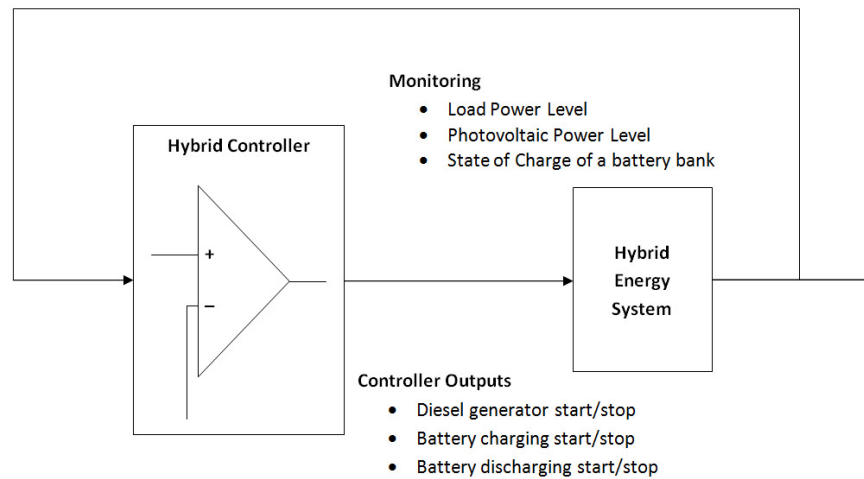 Monitoring
• Load Power Level
• Photovoltaic Power Level
• State of Charge of a battery bank
Hybrid Controller
+
−
Hybrid
Energy
System
Controller Outputs
• Diesel generator start/stop
• Battery charging start/stop
• Battery discharging start/stop